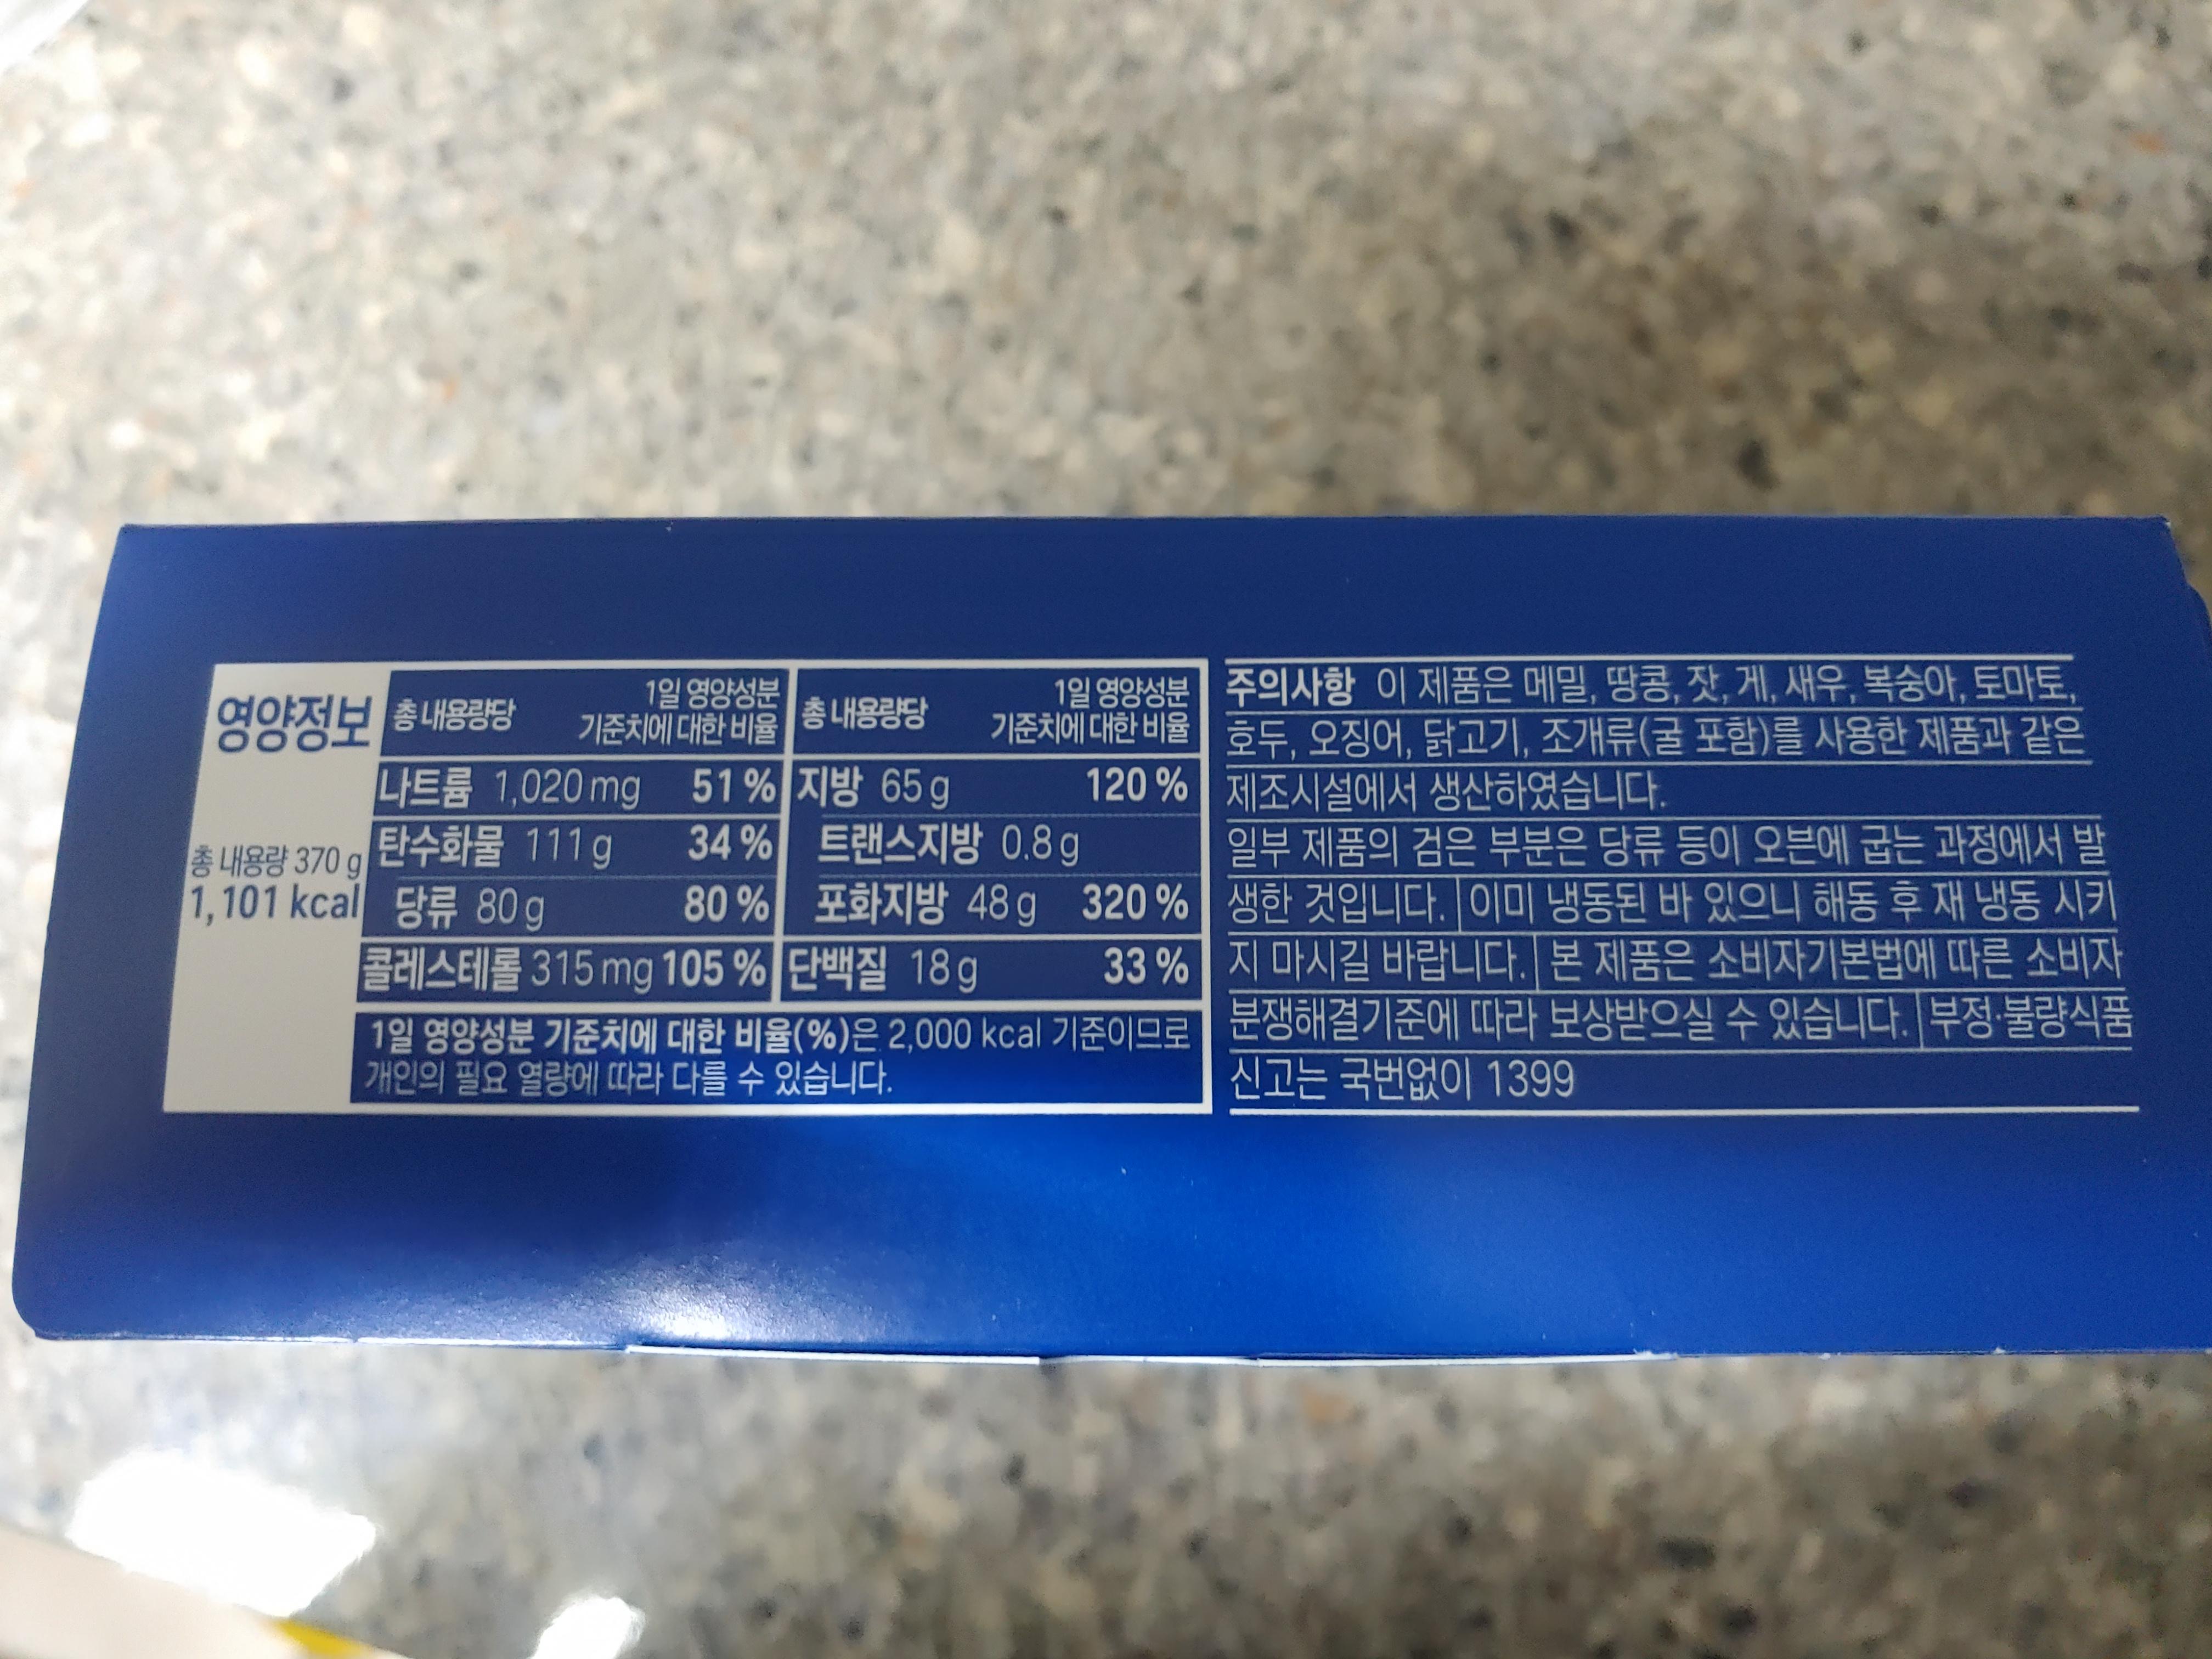 영양정보
총 내용량 370 g
1,101 kcal
총 내용량당 1일 영양성분 기준치에 대한 비율
나트륨 1,020 mg 51 %
탄수화물 111 g 34 %
당류 80 g 80 %
콜레스테롤 315 mg 105 %
총 내용량당 1일 영양성분 기준치에 대한 비율
지방 65 g 120 %
트랜스지방 0.8 g
포화지방 48 g 320 %
단백질 18 g 33 %
1일 영양성분 기준치에 대한 비율(%)은 2,000 kcal 기준이므로
개인의 필요 열량에 따라 다를 수 있습니다.
주의사항 이 제품은 메밀, 땅콩, 잣, 게, 새우, 복숭아, 토마토,
호두, 오징어, 닭고기, 조개류(굴 포함)를 사용한 제품과 같은
제조시설에서 생산하였습니다.
일부 제품의 검은 부분은 당류 등이 오븐에 굽는 과정에서 발
생한 것입니다. | 이미 냉동된 바 있으니 해동 후 재 냉동 시키
지 마시길 바랍니다. | 본 제품은 소비자기본법에 따른 소비자
분쟁해결기준에 따라 보상받으실 수 있습니다. | 부정·불량식품
신고는 국번없이 1399